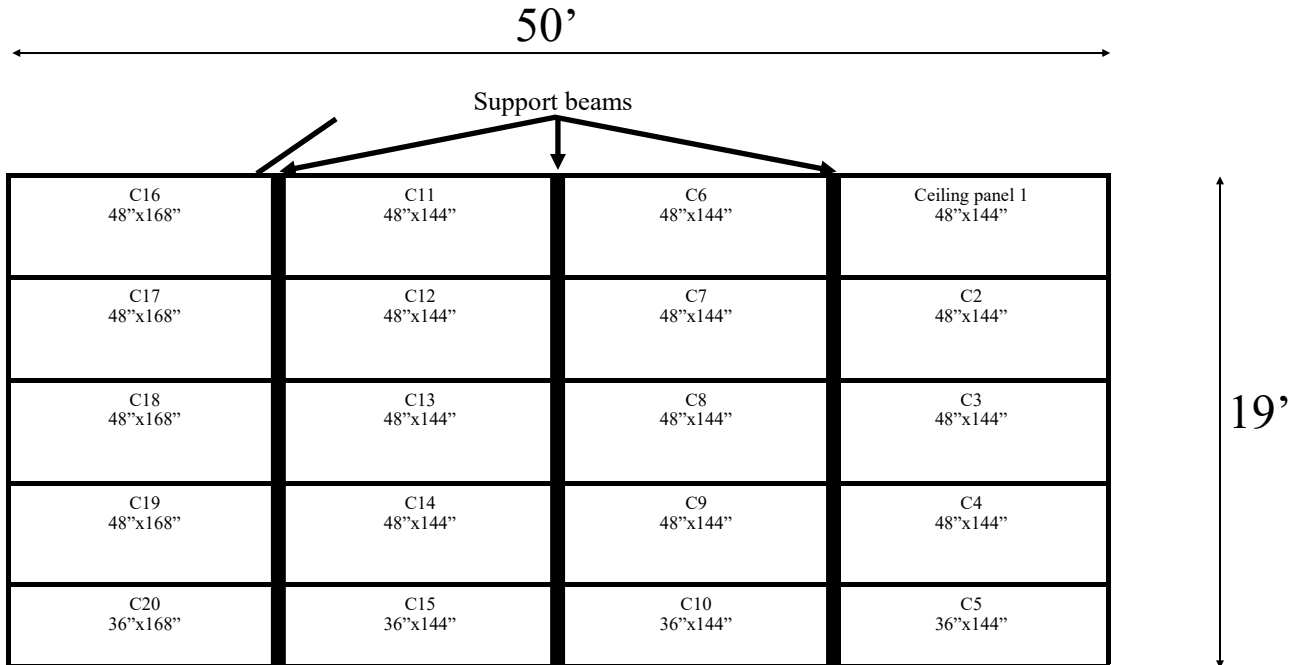 50’
Support beams
C16
48”x168”
C11
48”x144”
C6
48”x144”
Ceiling panel 1
48”x144”
C17
48”x168”
C12
48”x144”
C7
48”x144”
C2
48”x144”
C18
48”x168”
C13
48”x144”
C8
48”x144”
C3
48”x144”
19’
C19
48”x168”
C14
48”x144”
C9
48”x144”
C4
48”x144”
C20
36”x168”
C15
36”x144”
C10
36”x144”
C5
36”x144”